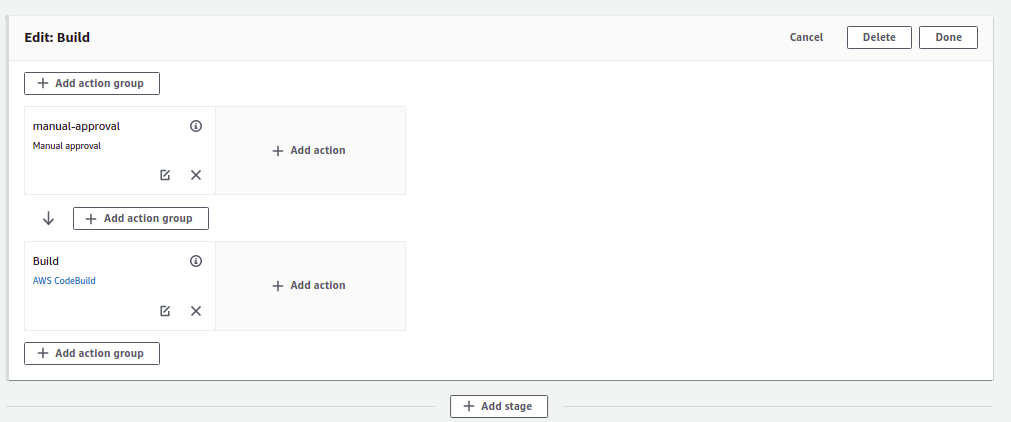 Edit: Build
Cancel
Delete
Done
Add action group
manual-approval
Manual approval
Add action
Add action group
Build
AWS CodeBuild
Add action
Add action group
Add stage